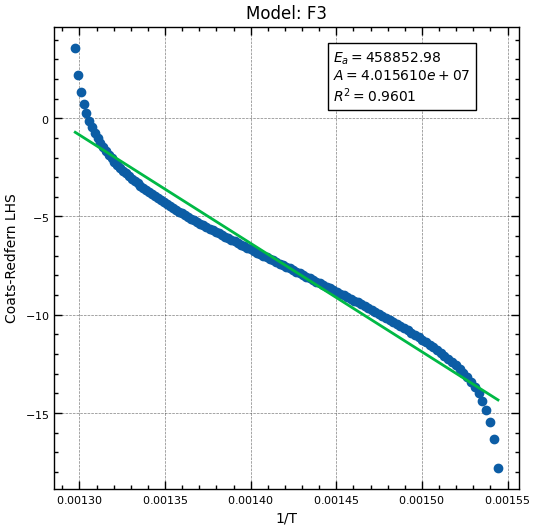 Model: F3
E_a = 458852.98
A = 4.015610e + 07
R^2 = 0.9601
Coats-Redfern LHS
0
−5
−10
−15
0.00130 0.00135 0.00140 0.00145 0.00150 0.00155
1/T